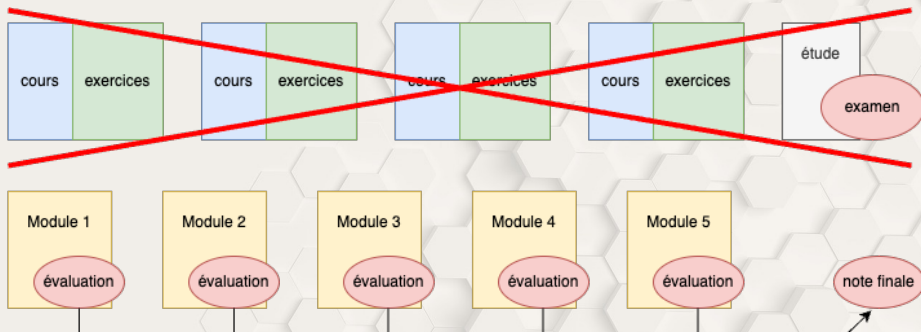 cours exercices cours exercices cours exercices cours exercices étude
examen
Module 1 Module 2 Module 3 Module 4 Module 5
évaluation évaluation évaluation évaluation évaluation note finale